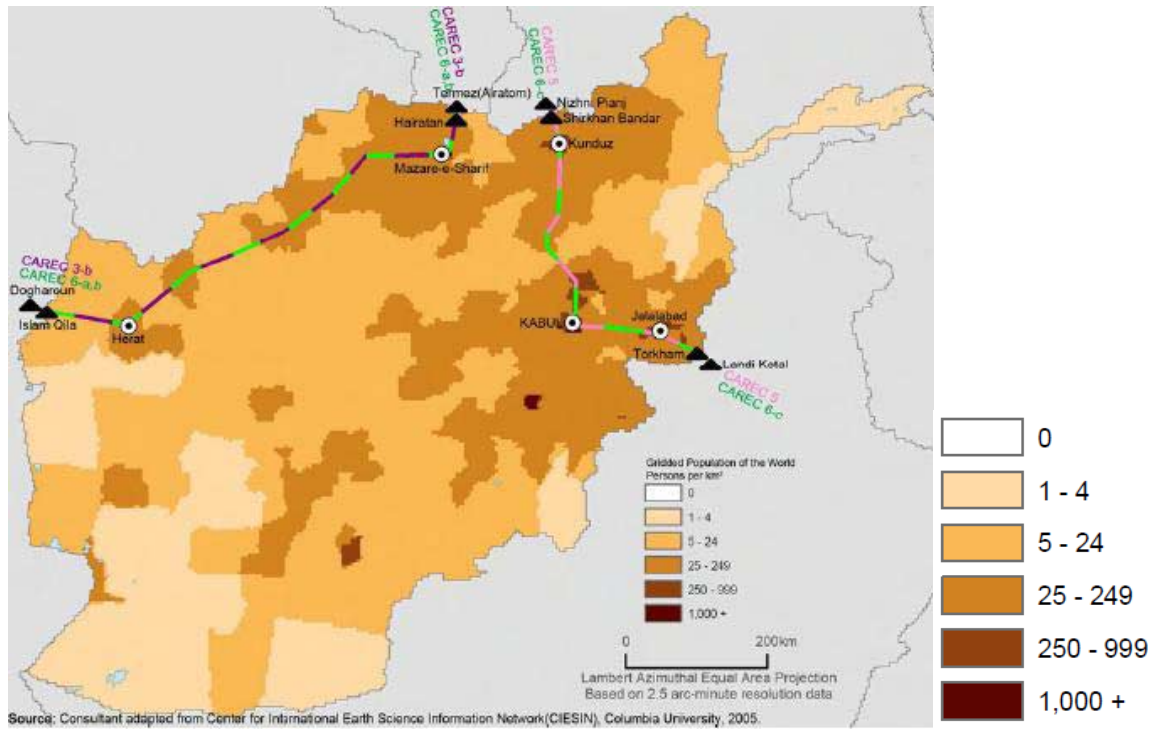 CAREC 3-b
CAREC 6-a,b
CAREC 5
CAREC 6-c
Termez(Airatom)
Nizhni Pianj
Hairatan
Shirkhan Bandar
Kunduz
Mazare-e-Sharif
CAREC 3-b
CAREC 6-a,b
Dogharoun
Islam Qila
Herat
KABUL
Jalalabad
Torkham
Landi Kotal
CAREC 5
CAREC 6-c
Gridded Population of the World
Persons per km²
0
1 - 4
5 - 24
25 - 249
250 - 999
1,000 +
0 200km
Lambert Azimuthal Equal Area Projection
Based on 2.5 arc-minute resolution data
Source: Consultant adapted from Center for International Earth Science Information Network(CIESIN), Columbia University, 2005.
0
1 - 4
5 - 24
25 - 249
250 - 999
1,000 +